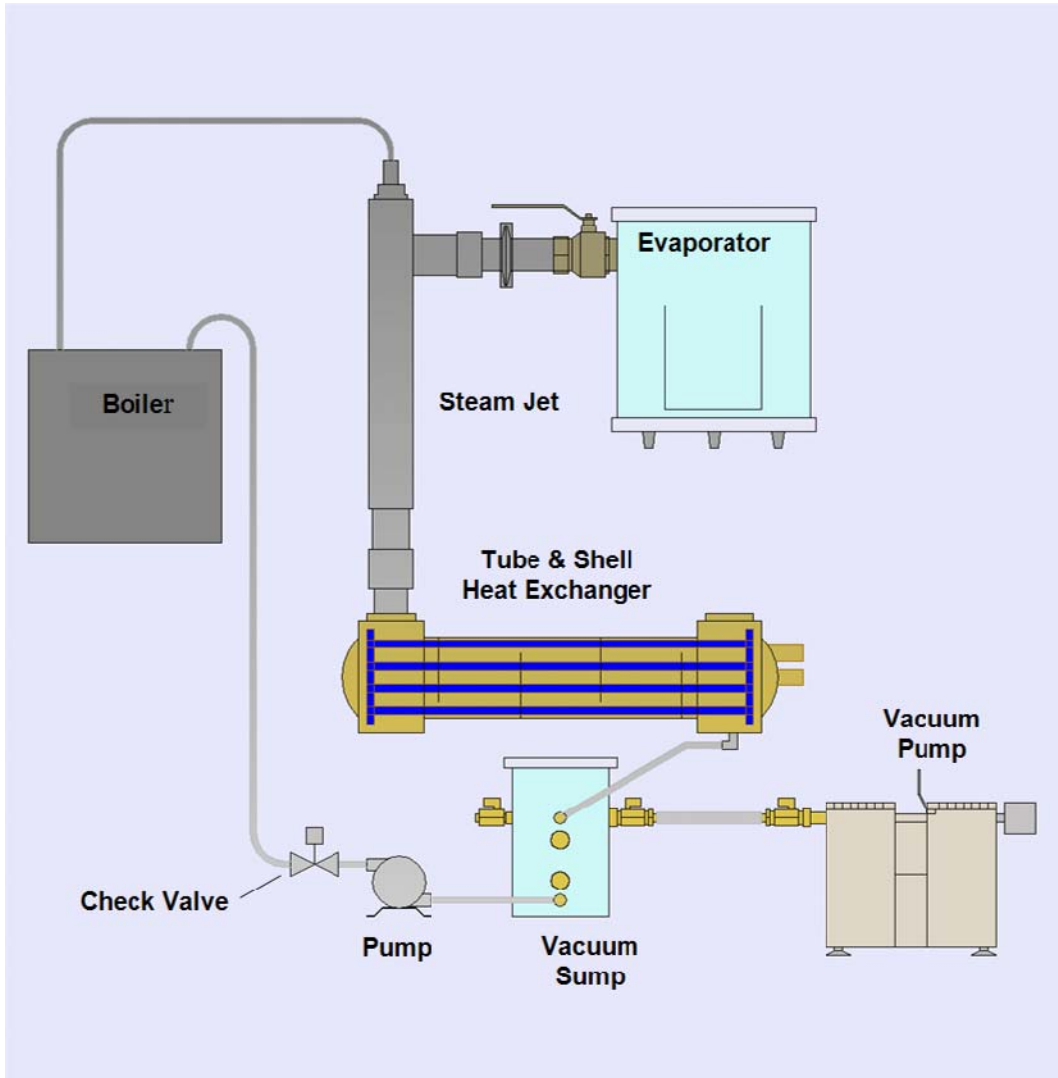 Evaporator
Boiler
Steam Jet
Tube & Shell
Heat Exchanger
Vacuum
Pump
Check Valve
Pump
Vacuum
Sump